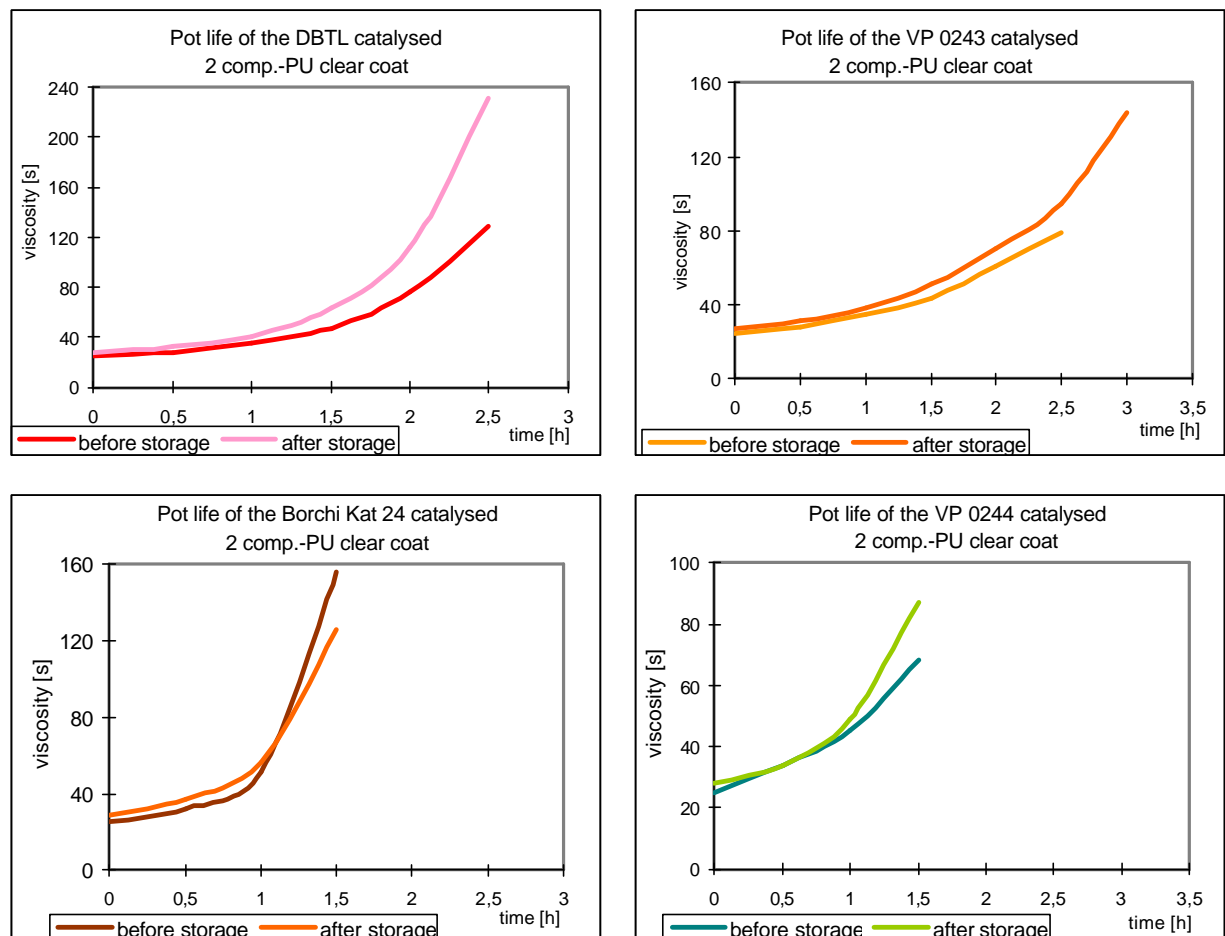 Pot life of the DBTL catalysed
2 comp.-PU clear coat
240
200
160
120
80
40
0
viscosity [s]
0 0,5 1 1,5 2 2,5 3
time [h]
before storage after storage
Pot life of the VP 0243 catalysed
2 comp.-PU clear coat
160
120
80
40
0
viscosity [s]
0 0,5 1 1,5 2 2,5 3 3,5
time [h]
before storage after storage
Pot life of the Borchi Kat 24 catalysed
2 comp.-PU clear coat
160
120
80
40
0
viscosity [s]
0 0,5 1 1,5 2 2,5 3
time [h]
before storage after storage
Pot life of the VP 0244 catalysed
2 comp.-PU clear coat
100
80
60
40
20
0
viscosity [s]
0 0,5 1 1,5 2 2,5 3 3,5
time [h]
before storage after storage